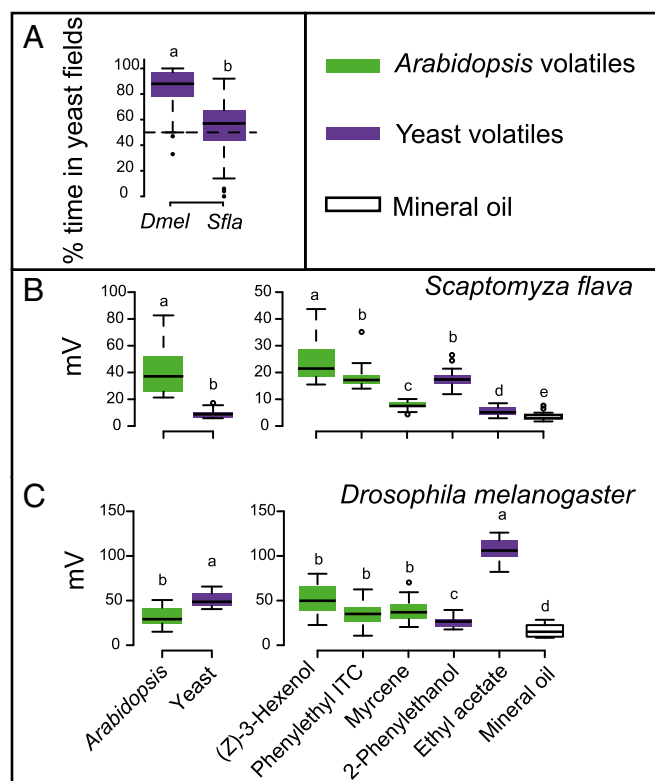 A
% time in yeast fields
100
80
60
40
20
0
a
b
Dmel
Sfla
Arabidopsis volatiles
Yeast volatiles
Mineral oil
B
Scaptomyza flava
mV
100
80
60
40
20
0
a
b
50
40
30
20
10
0
a
b
c
b
d
e
C
Drosophila melanogaster
mV
150
100
50
0
b
a
150
100
50
0
b
b
b
c
a
d
Arabidopsis
Yeast
(Z)-3-Hexenol
Phenylethyl ITC
Myrcene
2-Phenylethanol
Ethyl acetate
Mineral oil